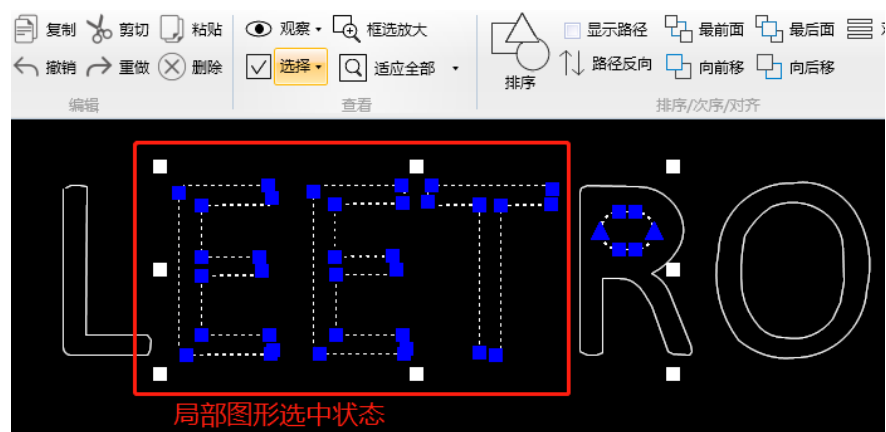 复制 剪切 粘贴 观察 框选放大 显示路径 最前面 最后面
撤销 重做 删除 选择 适应全部 排序 路径反向 向前移 向后移
编辑 查看 排序/次序/对齐
LEETRO
局部图形选中状态